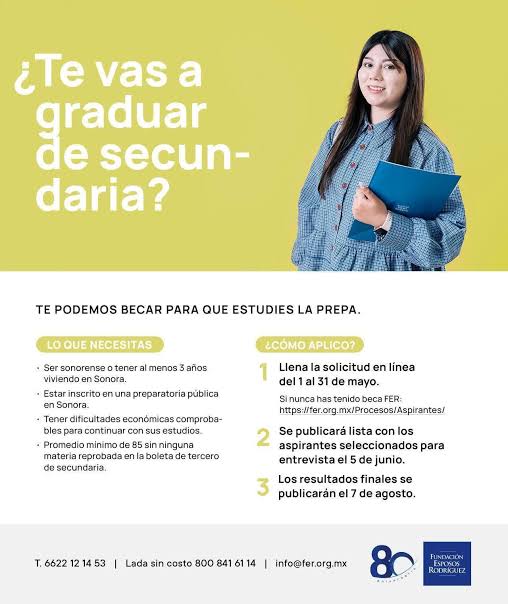 ¿Te vas a
graduar
de secun-
daria?
TE PODEMOS BECAR PARA QUE ESTUDIES LA PREPA.
LO QUE NECESITAS
· Ser sonorense o tener al menos 3 años
viviendo en Sonora.
· Estar inscrito en una preparatoria pública
en Sonora.
· Tener dificultades económicas comproba-
bles para continuar con sus estudios.
· Promedio mínimo de 85 sin ninguna
materia reprobada en la boleta de tercero
de secundaria.
¿CÓMO APLICO?
1 Llena la solicitud en línea
del 1 al 31 de mayo.
Si nunca has tenido beca FER:
https://fer.org.mx/Procesos/Aspirantes/
2 Se publicará lista con los
aspirantes seleccionados para
entrevista el 5 de junio.
3 Los resultados finales se
publicarán el 7 de agosto.
T. 6622 12 14 53 | Lada sin costo 800 841 61 14 | info@fer.org.mx
80
Aniversario
FUNDACIÓN
ESPOSOS
RODRÍGUEZ